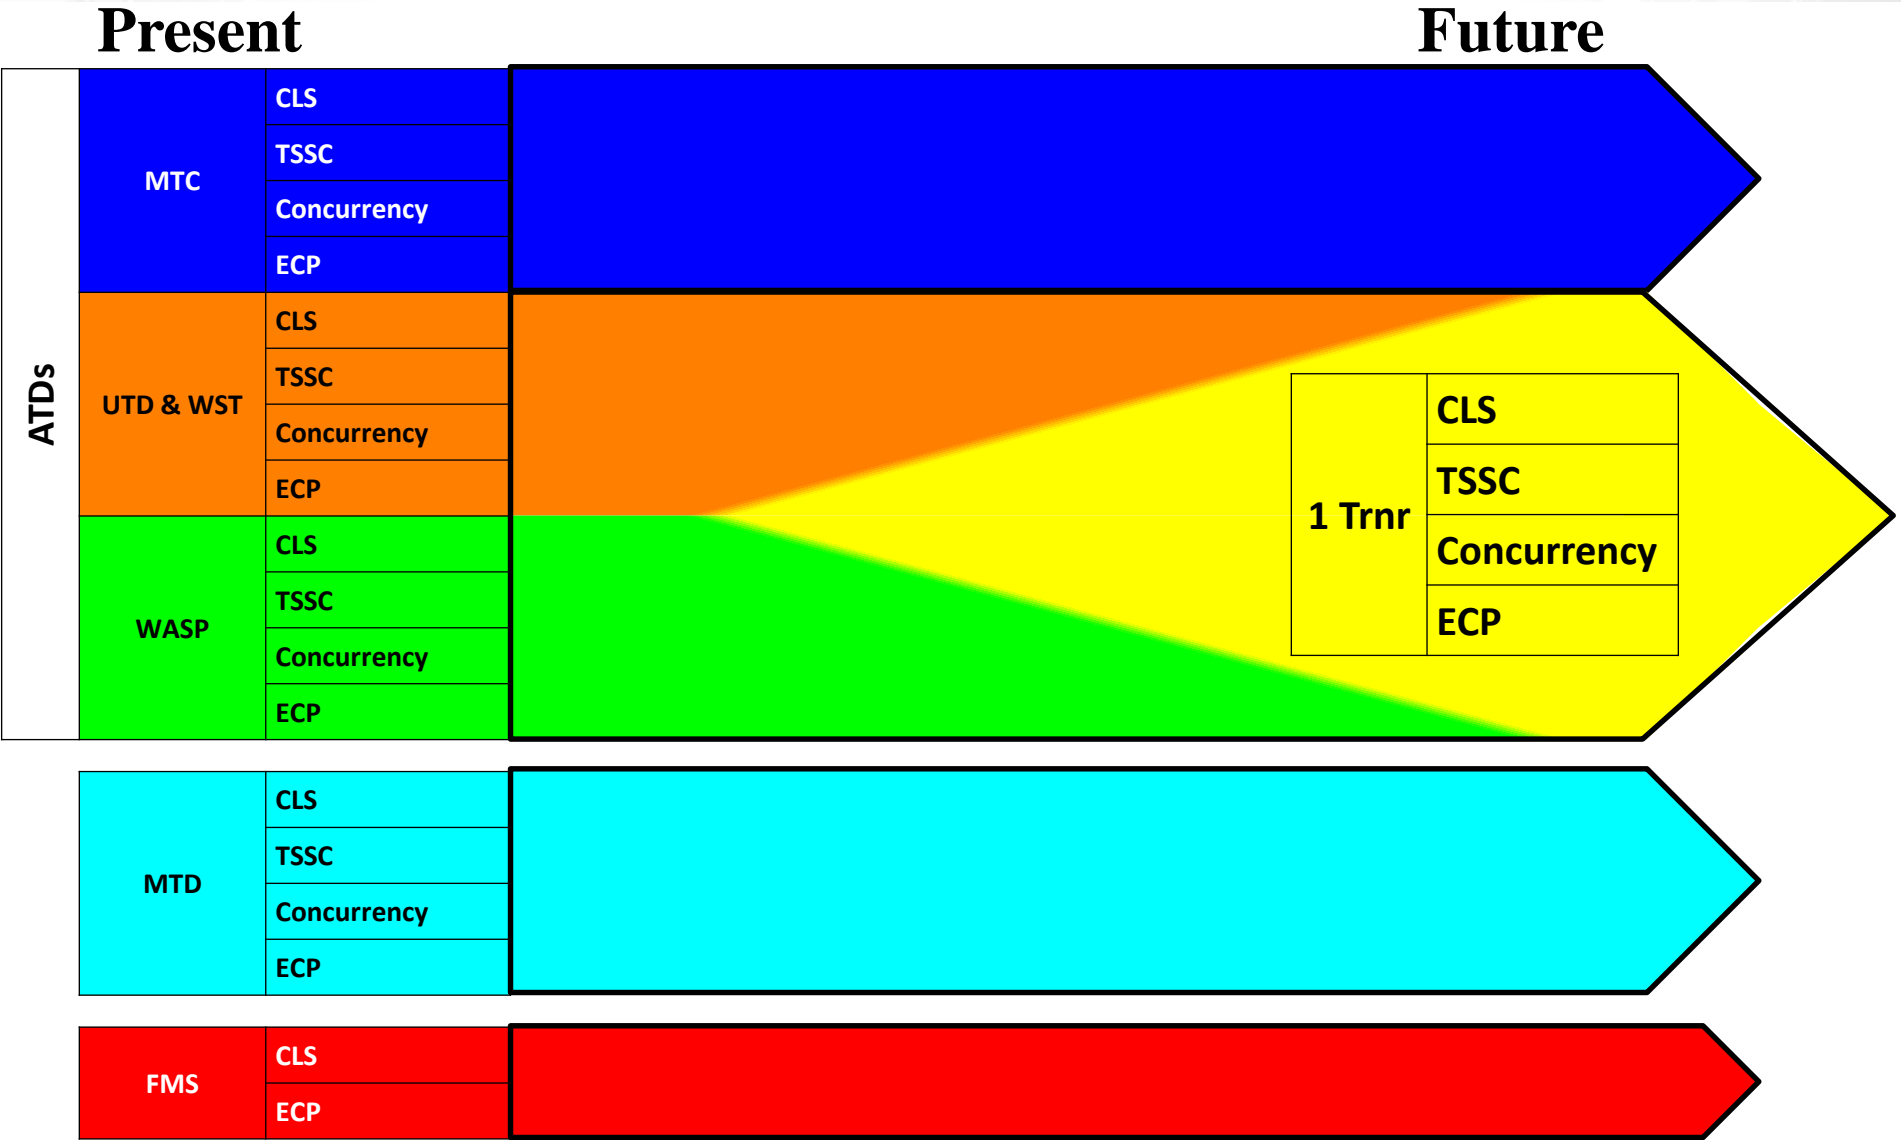 Present
Future
ATDs
MTC
CLS
TSSC
Concurrency
ECP
UTD & WST
CLS
TSSC
Concurrency
ECP
WASP
CLS
TSSC
Concurrency
ECP
1 Trnr
CLS
TSSC
Concurrency
ECP
MTD
CLS
TSSC
Concurrency
ECP
FMS
CLS
ECP